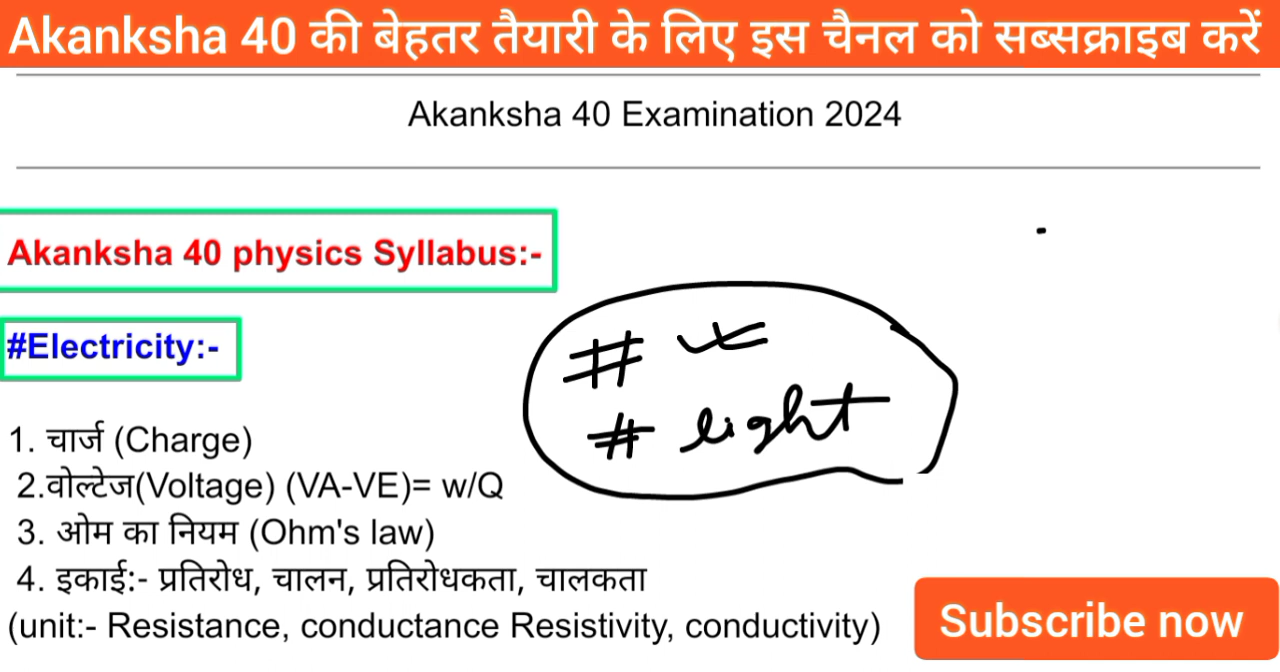 Akanksha 40 की बेहतर तैयारी के लिए इस चैनल को सब्सक्राइब करें
Akanksha 40 Examination 2024
Akanksha 40 physics Syllabus:-
#Electricity:-
#
# light
1. चार्ज (Charge)
2.वोल्टेज(Voltage) (VA-VE)= w/Q
3. ओम का नियम (Ohm's law)
4. इकाई:- प्रतिरोध, चालन, प्रतिरोधकता, चालकता
(unit:- Resistance, conductance Resistivity, conductivity)
Subscribe now